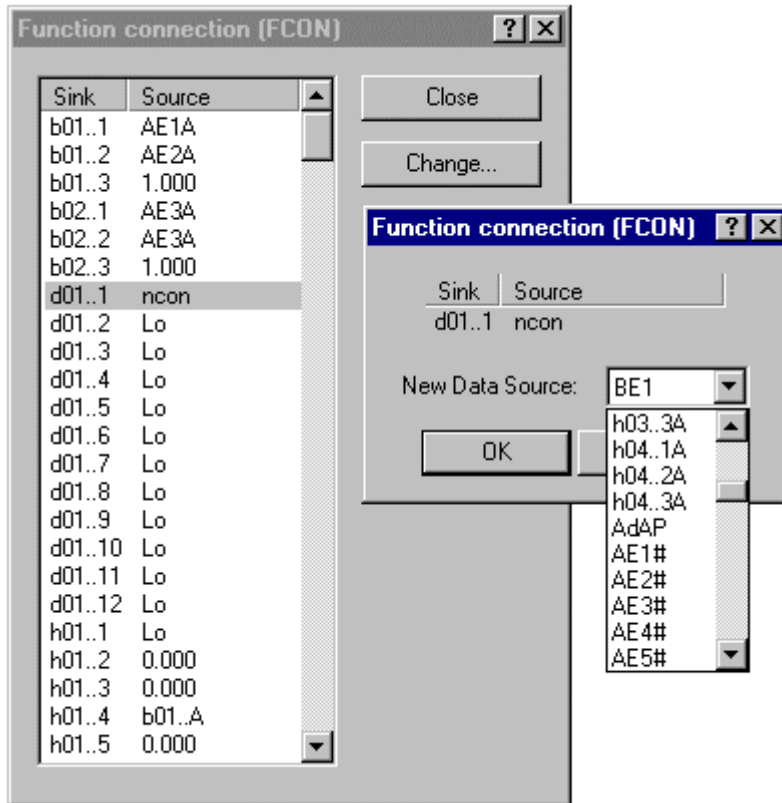 Function connection (FCON)
Sink Source
b01..1 AE1A
b01..2 AE2A
b01..3 1.000
b02..1 AE3A
b02..2 AE3A
b02..3 1.000
d01..1 ncon
d01..2 Lo
d01..3 Lo
d01..4 Lo
d01..5 Lo
d01..6 Lo
d01..7 Lo
d01..8 Lo
d01..9 Lo
d01..10 Lo
d01..11 Lo
d01..12 Lo
h01..1 Lo
h01..2 0.000
h01..3 0.000
h01..4 b01..A
h01..5 0.000
Close
Change...
Function connection (FCON)
Sink Source
d01..1 ncon
New Data Source: BE1
OK
h03..3A
h04..1A
h04..2A
h04..3A
AdAP
AE1#
AE2#
AE3#
AE4#
AE5#